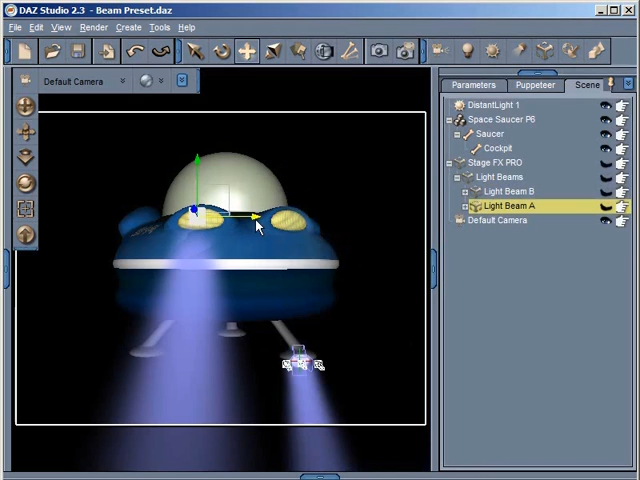 DAZ Studio 2.3 - Beam Preset.daz
File Edit View Render Create Tools Help
Default Camera
Parameters Puppeteer Scene
DistantLight 1
Space Saucer P6
Saucer
Cockpit
Stage FX PRO
Light Beams
Light Beam B
Light Beam A
Default Camera